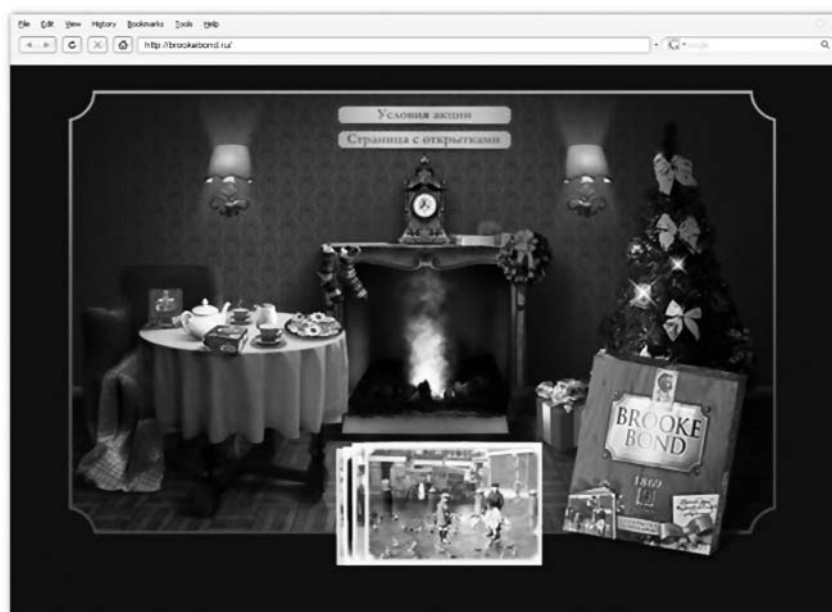 File Edit View History Bookmarks Tools Help
http://brookebond.ru/
Условия акции
Страница с открытками
BROOKE
BOND
1869